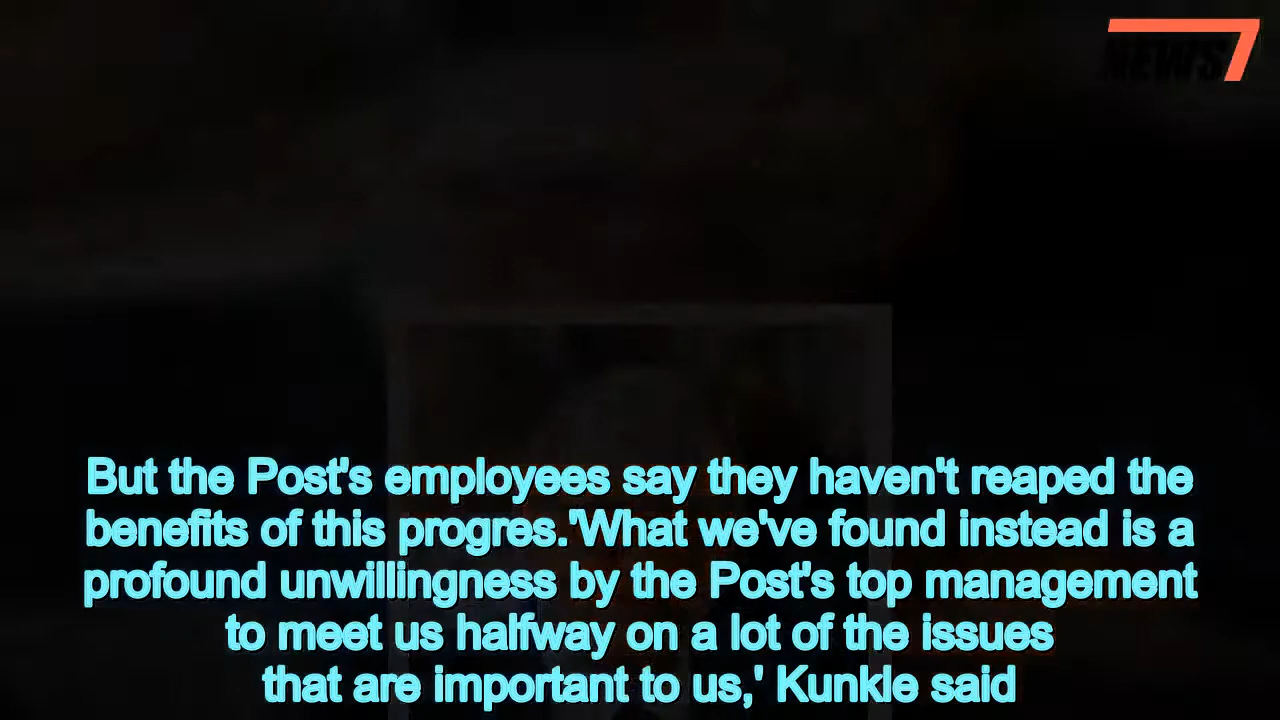 NEWS7
But the Post's employees say they haven't reaped the
benefits of this progres.'What we've found instead is a
profound unwillingness by the Post's top management
to meet us halfway on a lot of the issues
that are important to us,' Kunkle said